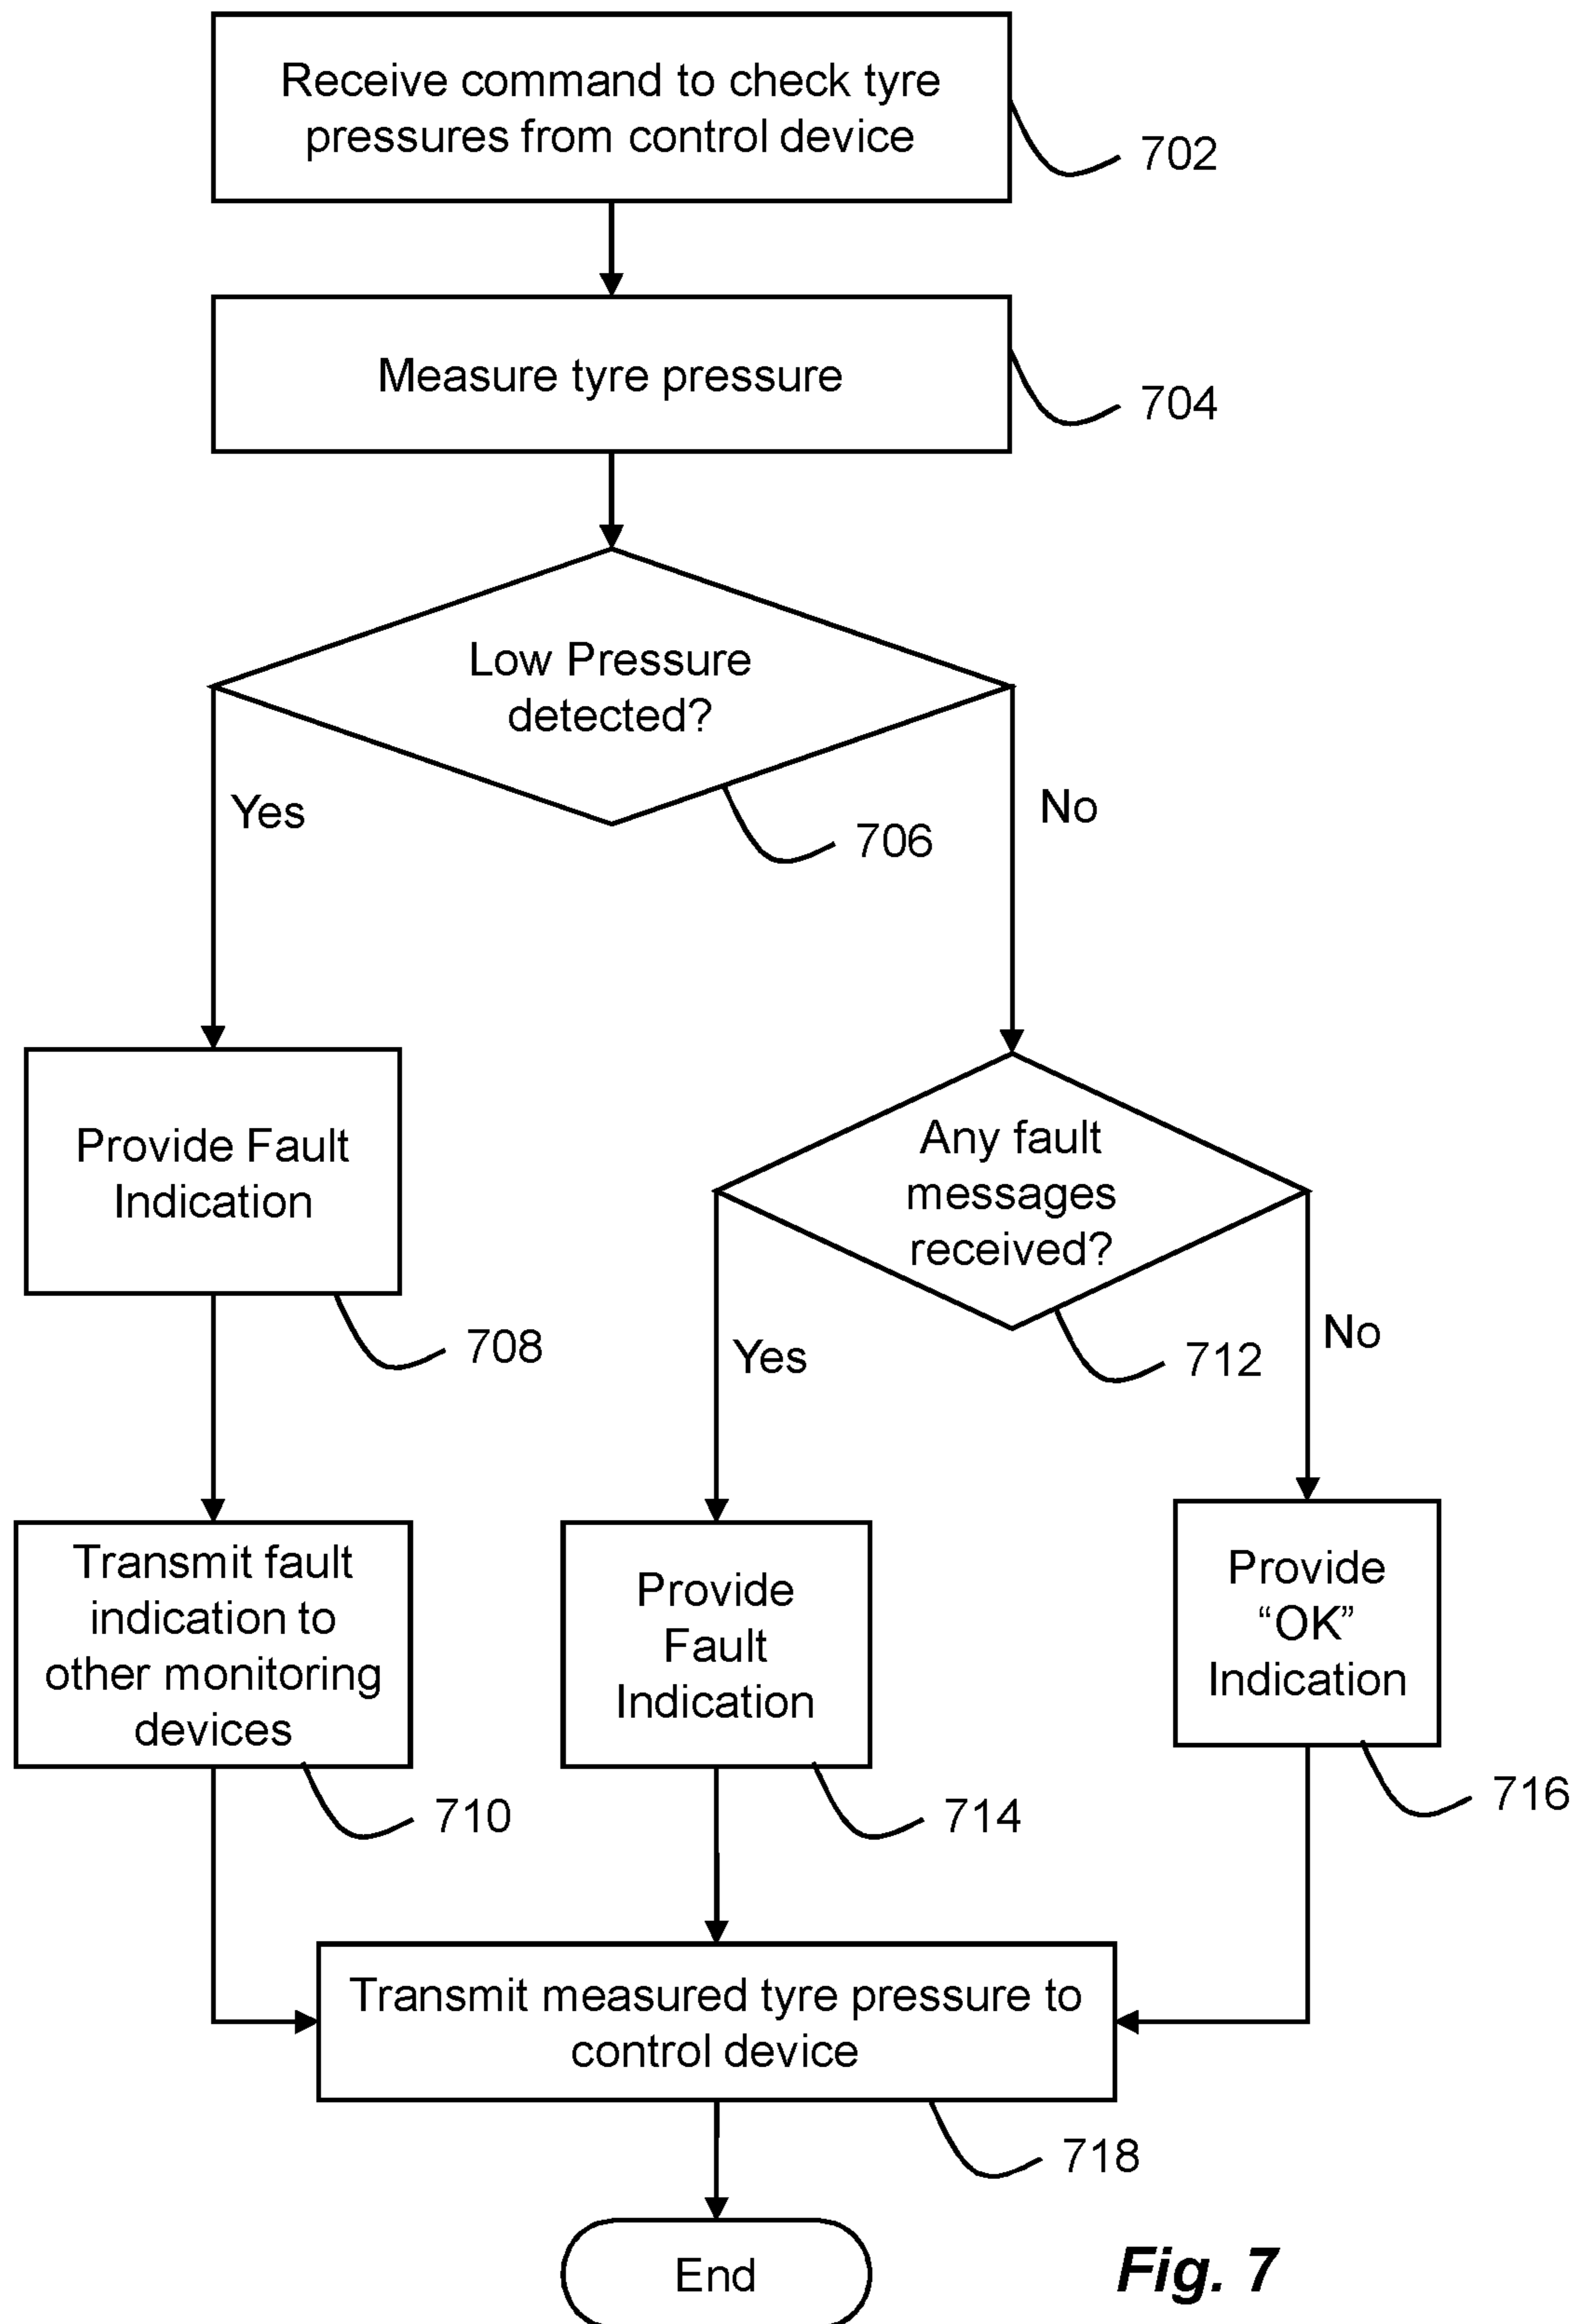 Receive command to check tyre
pressures from control device
702
Measure tyre pressure
704
Low Pressure
detected?
706
Yes
No
Provide Fault
Indication
708
Any fault
messages
received?
712
Yes
No
Transmit fault
indication to
other monitoring
devices
710
Provide
Fault
Indication
714
Provide
“OK”
Indication
716
Transmit measured tyre pressure to
control device
718
End
Fig. 7